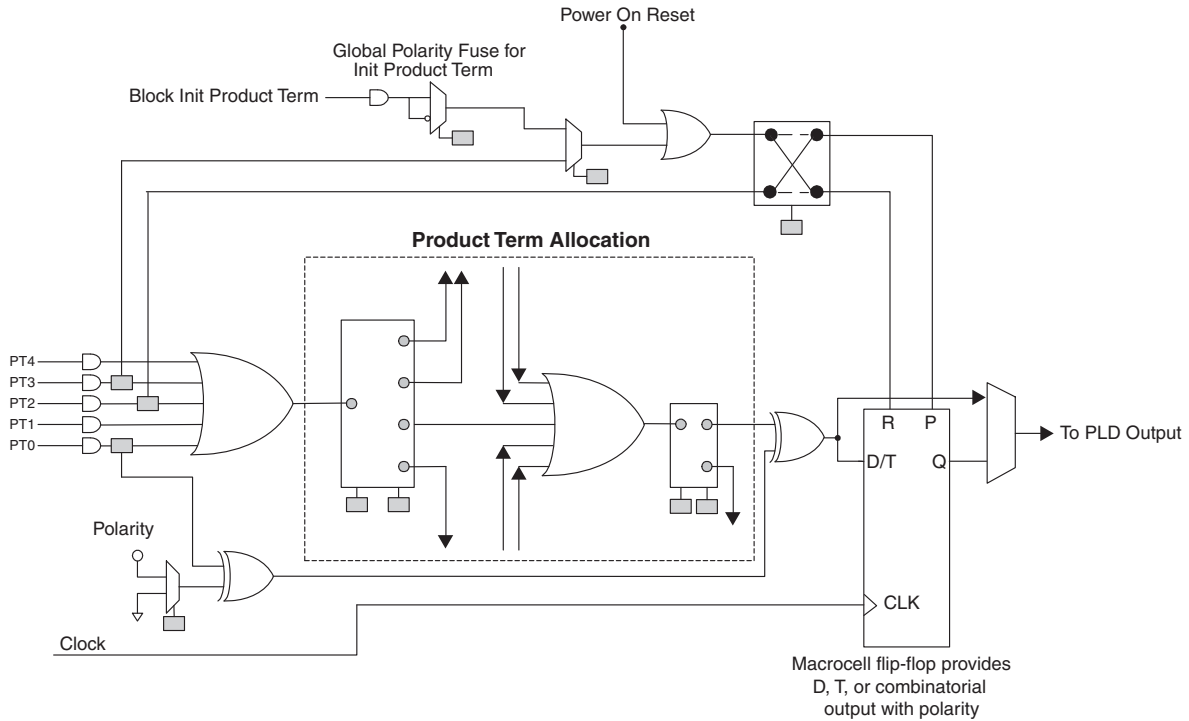 Power On Reset
Global Polarity Fuse for
Init Product Term
Block Init Product Term
Product Term Allocation
PT4
PT3
PT2
PT1
PT0
R
P
To PLD Output
D/T
Q
Polarity
CLK
Clock
Macrocell flip-flop provides
D, T, or combinatorial
output with polarity